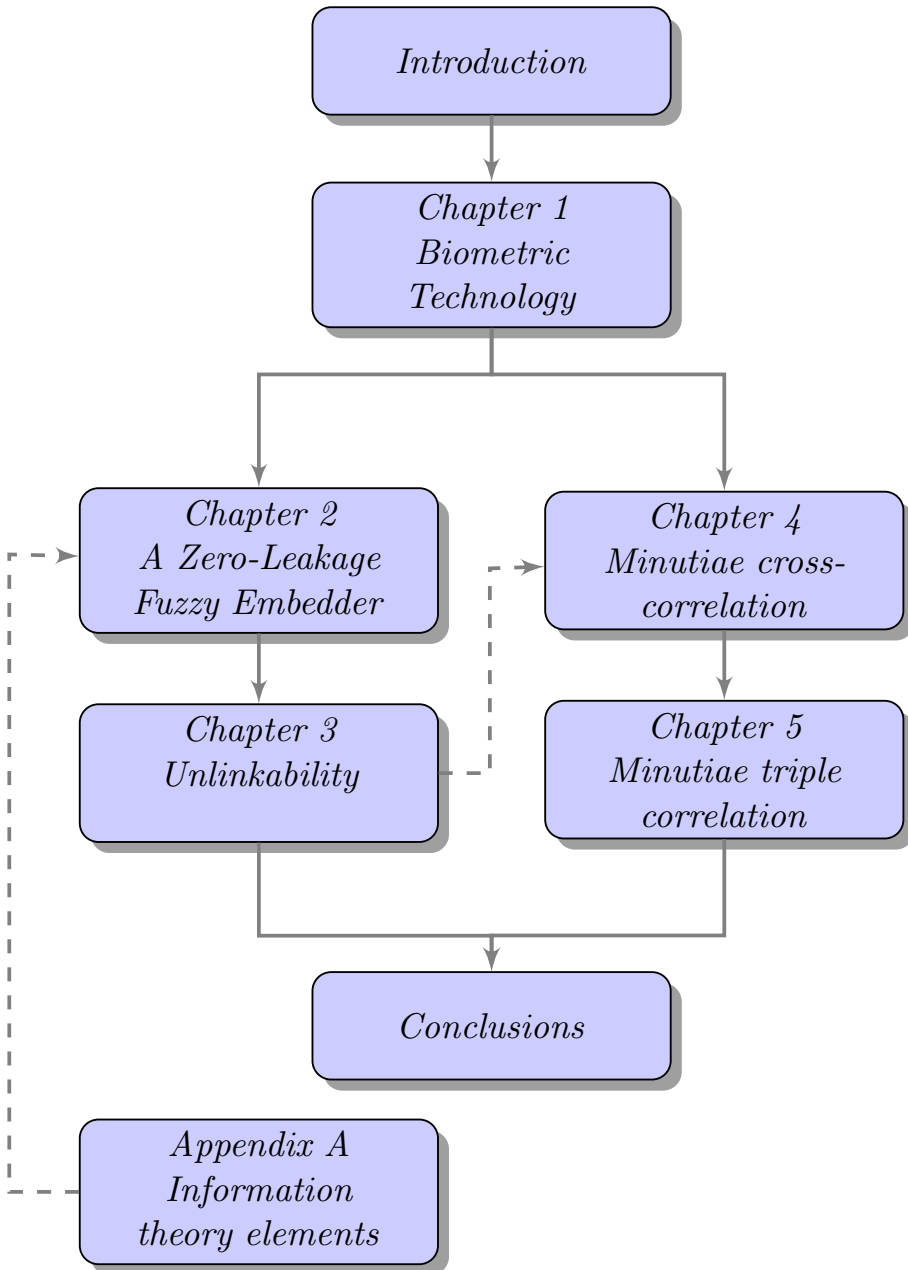 Introduction
Chapter 1
Biometric
Technology
Chapter 2
A Zero-Leakage
Fuzzy Embedder
Chapter 4
Minutiae cross-
correlation
Chapter 3
Unlinkability
Chapter 5
Minutiae triple
correlation
Conclusions
Appendix A
Information
theory elements